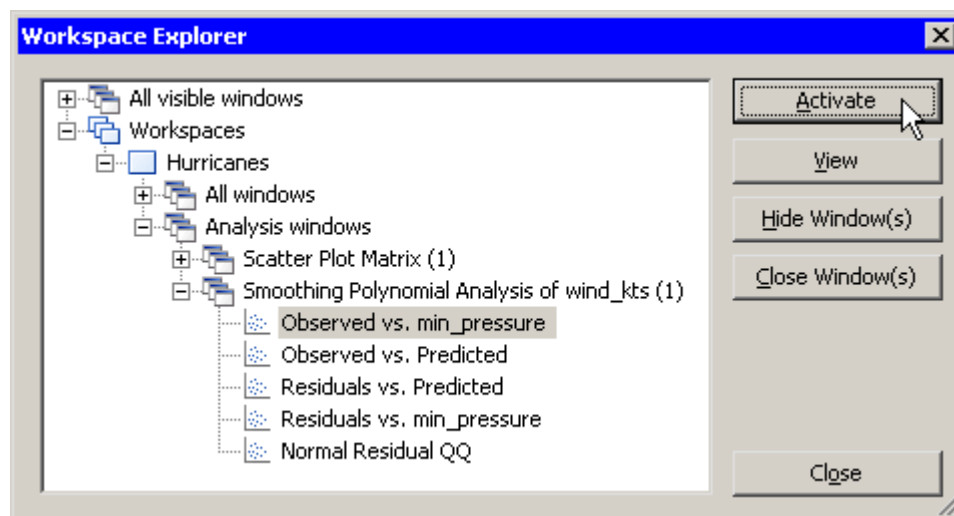 Workspace Explorer
All visible windows
Workspaces
Hurricanes
All windows
Analysis windows
Scatter Plot Matrix (1)
Smoothing Polynomial Analysis of wind_kts (1)
Observed vs. min_pressure
Observed vs. Predicted
Residuals vs. Predicted
Residuals vs. min_pressure
Normal Residual QQ
Activate
View
Hide Window(s)
Close Window(s)
Close